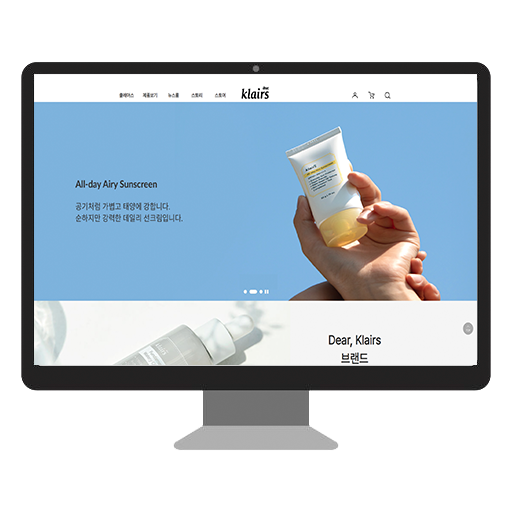 클레어스 제품보기 뉴스룸 스토리 스토어
dear,
klairs
All-day Airy Sunscreen
공기처럼 가볍고 태양에 강합니다.
순하지만 강력한 데일리 선크림입니다.
Dear, Klairs
브랜드